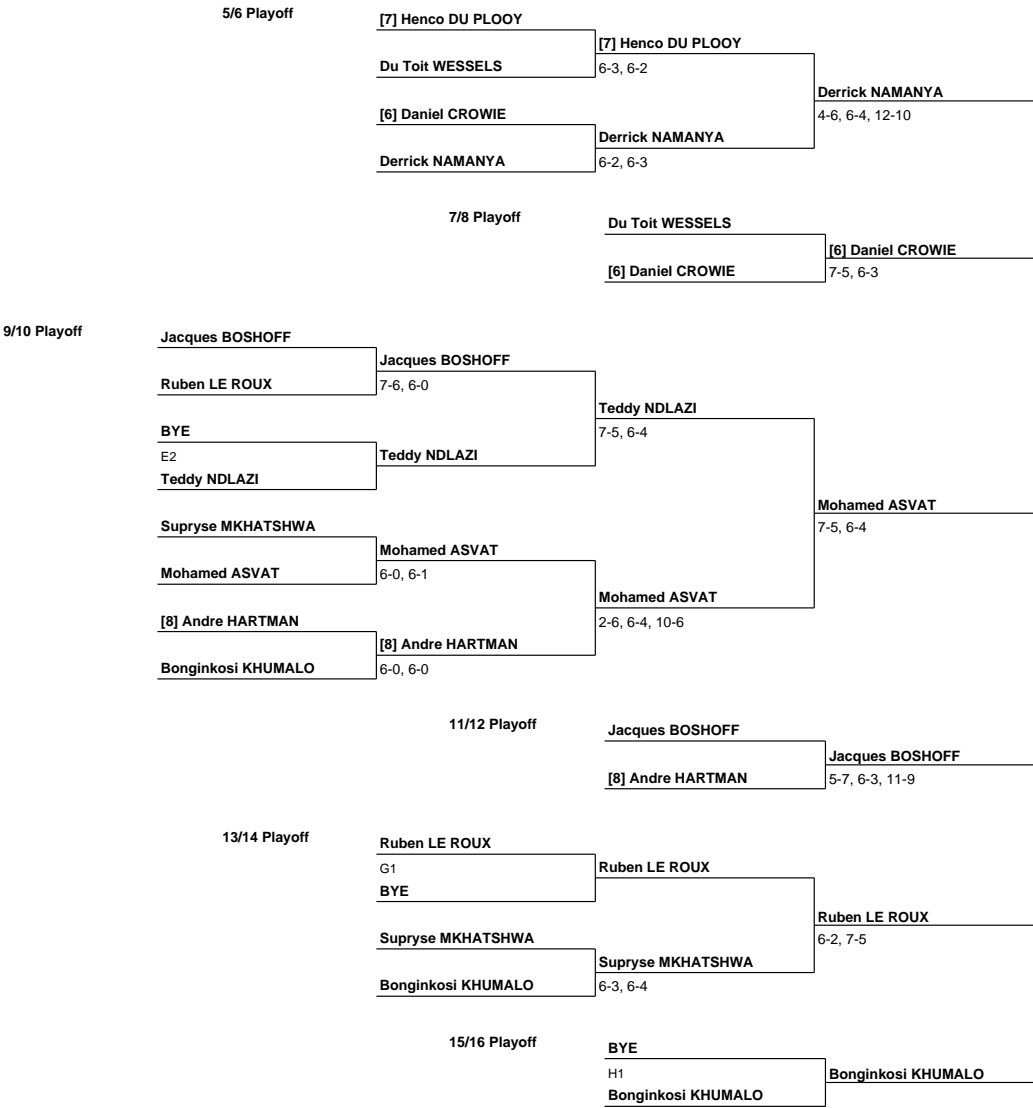 5/6 Playoff
[7] Henco DU PLOOY
[7] Henco DU PLOOY
Du Toit WESSELS
6-3, 6-2
Derrick NAMANYA
[6] Daniel CROWIE
4-6, 6-4, 12-10
Derrick NAMANYA
Derrick NAMANYA
6-2, 6-3
7/8 Playoff
Du Toit WESSELS
[6] Daniel CROWIE
[6] Daniel CROWIE
7-5, 6-3
9/10 Playoff
Jacques BOSHOFF
Jacques BOSHOFF
Ruben LE ROUX
7-6, 6-0
Teddy NDLAZI
BYE
7-5, 6-4
E2
Teddy NDLAZI
Teddy NDLAZI
Mohamed ASVAT
Supryse MKHATSHWA
7-5, 6-4
Mohamed ASVAT
Mohamed ASVAT
6-0, 6-1
Mohamed ASVAT
[8] Andre HARTMAN
2-6, 6-4, 10-6
[8] Andre HARTMAN
Bonginkosi KHUMALO
6-0, 6-0
11/12 Playoff
Jacques BOSHOFF
Jacques BOSHOFF
[8] Andre HARTMAN
5-7, 6-3, 11-9
13/14 Playoff
Ruben LE ROUX
G1
Ruben LE ROUX
BYE
Ruben LE ROUX
Supryse MKHATSHWA
6-2, 7-5
Supryse MKHATSHWA
Bonginkosi KHUMALO
6-3, 6-4
15/16 Playoff
BYE
H1
Bonginkosi KHUMALO
Bonginkosi KHUMALO